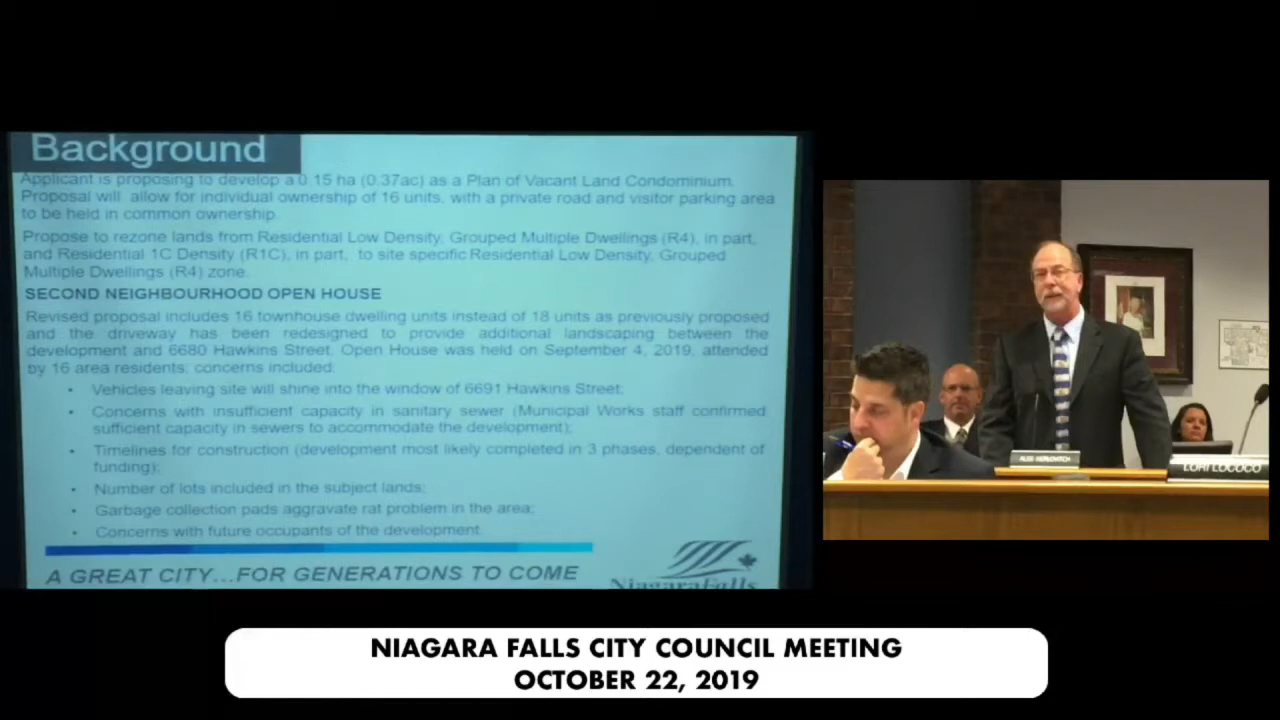 Background
Applicant is proposing to develop a 0.15 ha (0.37ac) as a Plan of Vacant Land Condominium.
Proposal will allow for individual ownership of 16 units, with a private road and visitor parking area
to be held in common ownership.
Propose to rezone lands from Residential Low Density, Grouped Multiple Dwellings (R4), in part,
and Residential 1C Density (R1C), in part, to site specific Residential Low Density, Grouped
Multiple Dwellings (R4) zone.
SECOND NEIGHBOURHOOD OPEN HOUSE
Revised proposal includes 16 townhouse dwelling units instead of 18 units as previously proposed
and the driveway has been redesigned to provide additional landscaping between the
development and 6680 Hawkins Street. Open House was held on September 4, 2019, attended
by 16 area residents; concerns included:
• Vehicles leaving site will shine into the window of 6691 Hawkins Street;
• Concerns with insufficient capacity in sanitary sewer (Municipal Works staff confirmed
sufficient capacity in sewers to accommodate the development);
• Timelines for construction (development most likely completed in 3 phases, dependent of
funding);
• Number of lots included in the subject lands;
• Garbage collection pads aggravate rat problem in the area;
• Concerns with future occupants of the development.
A GREAT CITY...FOR GENERATIONS TO COME
NiagaraFalls
ALEX HERLOVITCH
LORI LOCOCO
NIAGARA FALLS CITY COUNCIL MEETING
OCTOBER 22, 2019